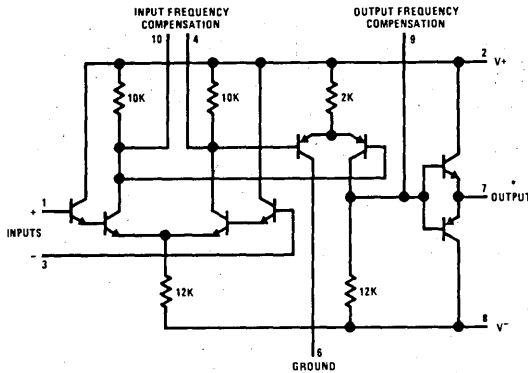 INPUT FREQUENCY
COMPENSATION
10 4
OUTPUT FREQUENCY
COMPENSATION
9
2 V+
10K
10K
2K
1
+
INPUTS
-
3
7
OUTPUT
12K
12K
8 V-
6
GROUND